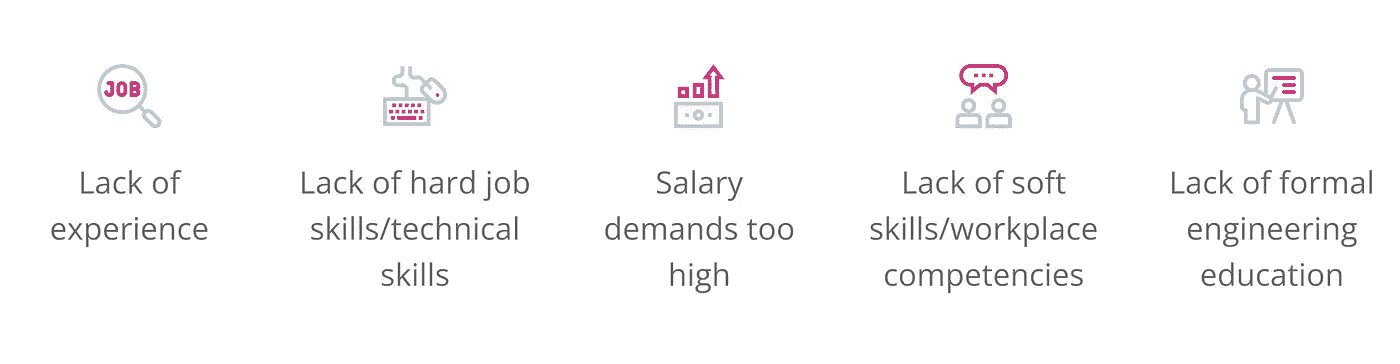 JOB
Lack of
experience
Lack of hard job
skills/technical
skills
Salary
demands too
high
Lack of soft
skills/workplace
competencies
Lack of formal
engineering
education